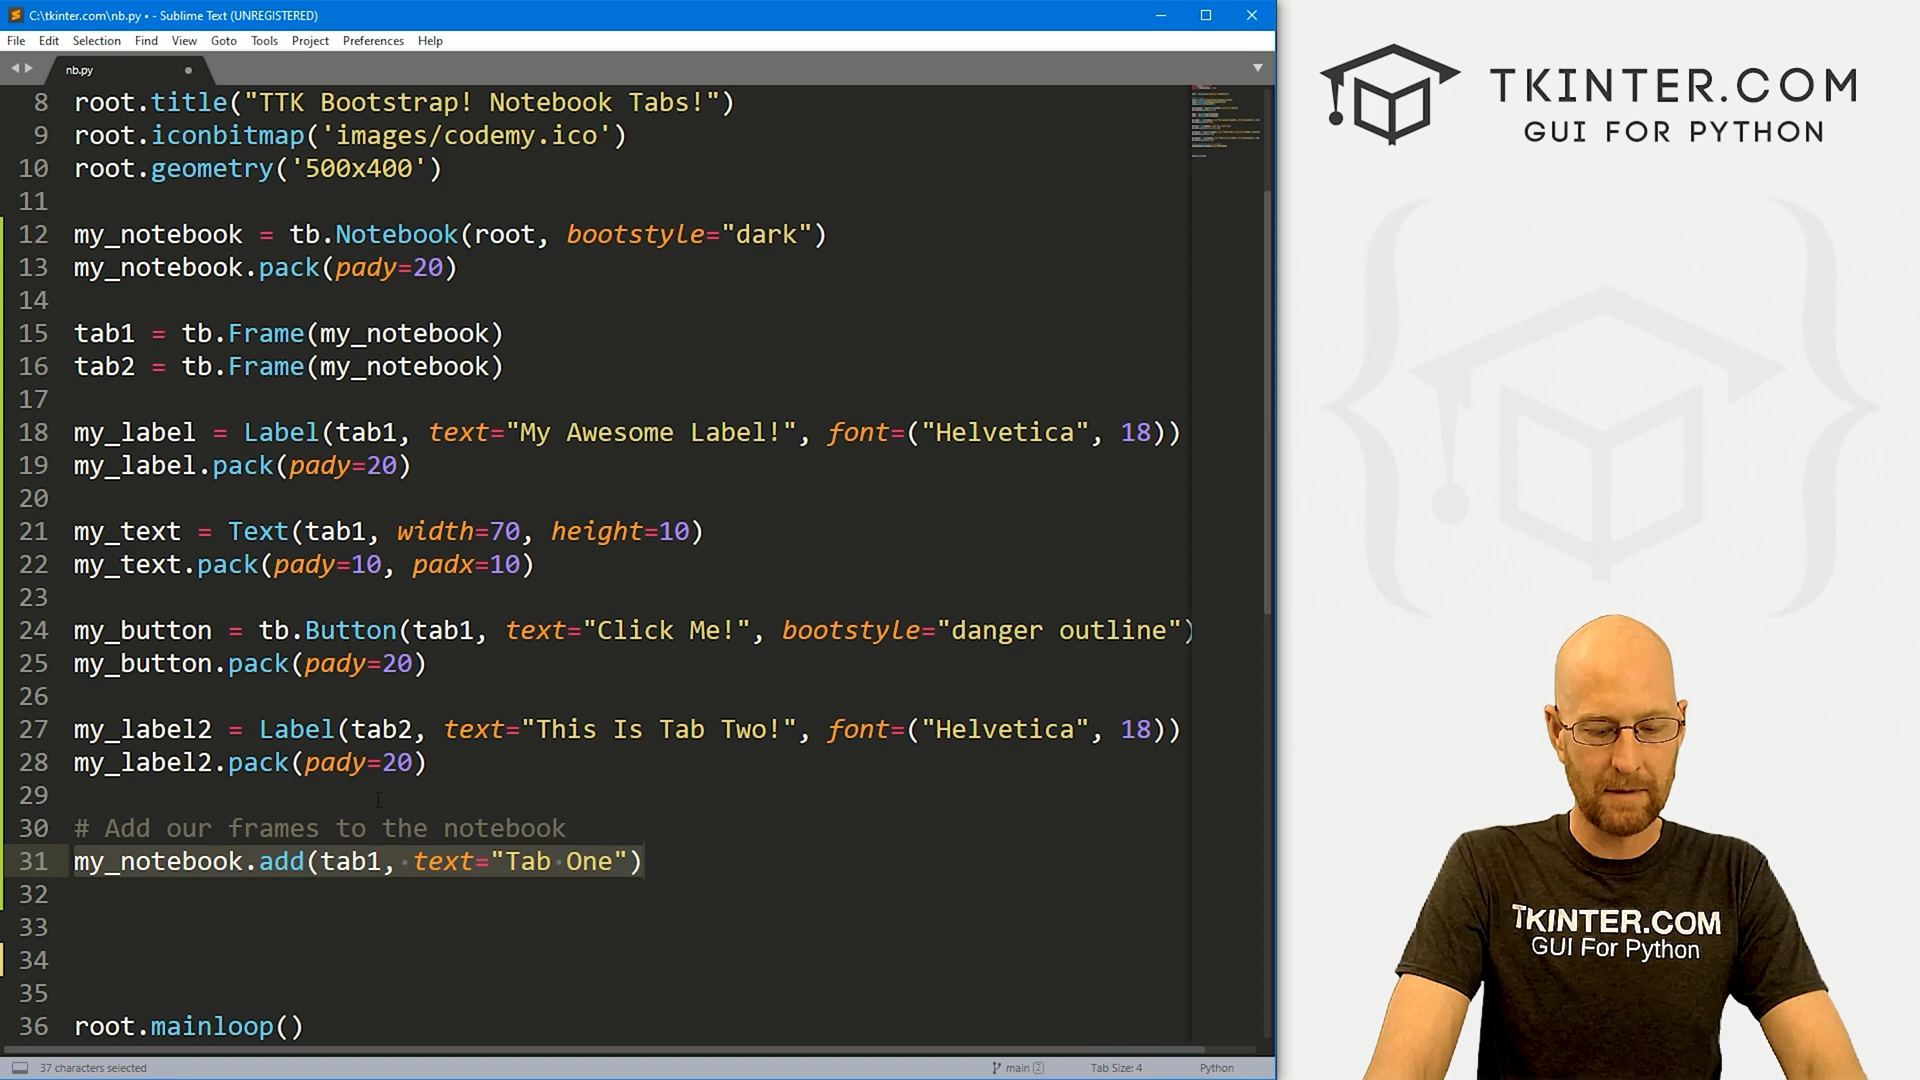 C:\tkinter.com\nb.py • - Sublime Text (UNREGISTERED)
File Edit Selection Find View Goto Tools Project Preferences Help
nb.py
8 root.title("TTK Bootstrap! Notebook Tabs!")
9 root.iconbitmap('images/codemy.ico')
10 root.geometry('500x400')
11
12 my_notebook = tb.Notebook(root, bootstyle="dark")
13 my_notebook.pack(pady=20)
14
15 tab1 = tb.Frame(my_notebook)
16 tab2 = tb.Frame(my_notebook)
17
18 my_label = Label(tab1, text="My Awesome Label!", font=("Helvetica", 18))
19 my_label.pack(pady=20)
20
21 my_text = Text(tab1, width=70, height=10)
22 my_text.pack(pady=10, padx=10)
23
24 my_button = tb.Button(tab1, text="Click Me!", bootstyle="danger outline")
25 my_button.pack(pady=20)
26
27 my_label2 = Label(tab2, text="This Is Tab Two!", font=("Helvetica", 18))
28 my_label2.pack(pady=20)
29
30 # Add our frames to the notebook
31 my_notebook.add(tab1, text="Tab One")
32
33
34
35
36 root.mainloop()
37 characters selected
main 2
Tab Size: 4
Python
TKINTER.COM
GUI FOR PYTHON
TKINTER.COM
GUI For Python